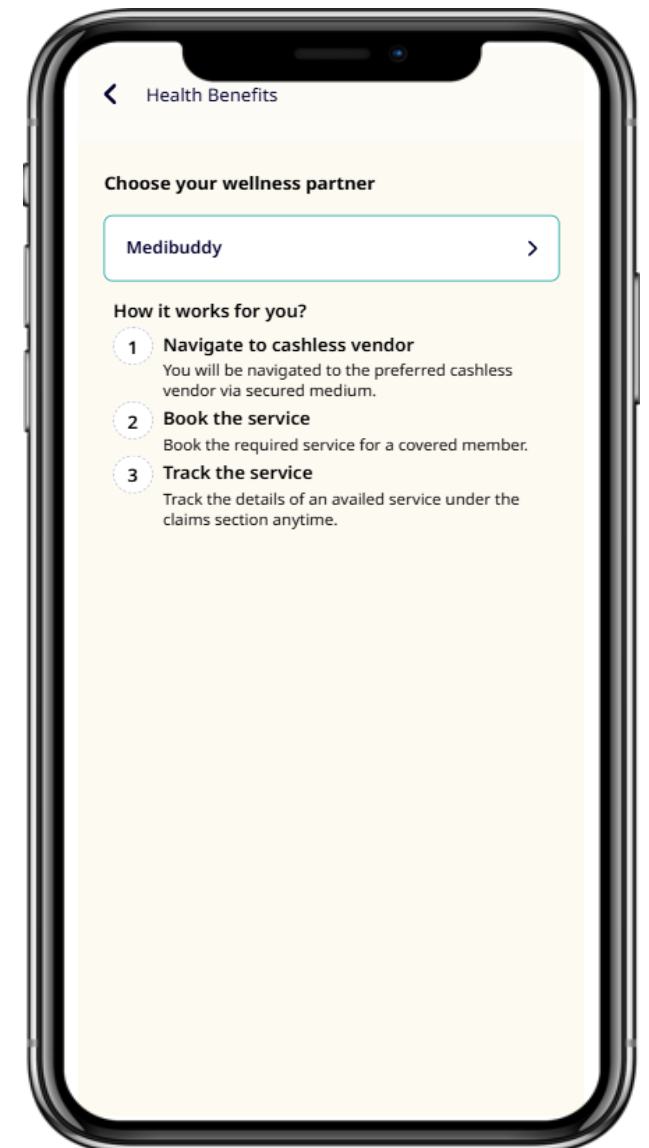 Health Benefits
Choose your wellness partner
Medibuddy
How it works for you?
1 Navigate to cashless vendor
You will be navigated to the preferred cashless
vendor via secured medium.
2 Book the service
Book the required service for a covered member.
3 Track the service
Track the details of an availed service under the
claims section anytime.